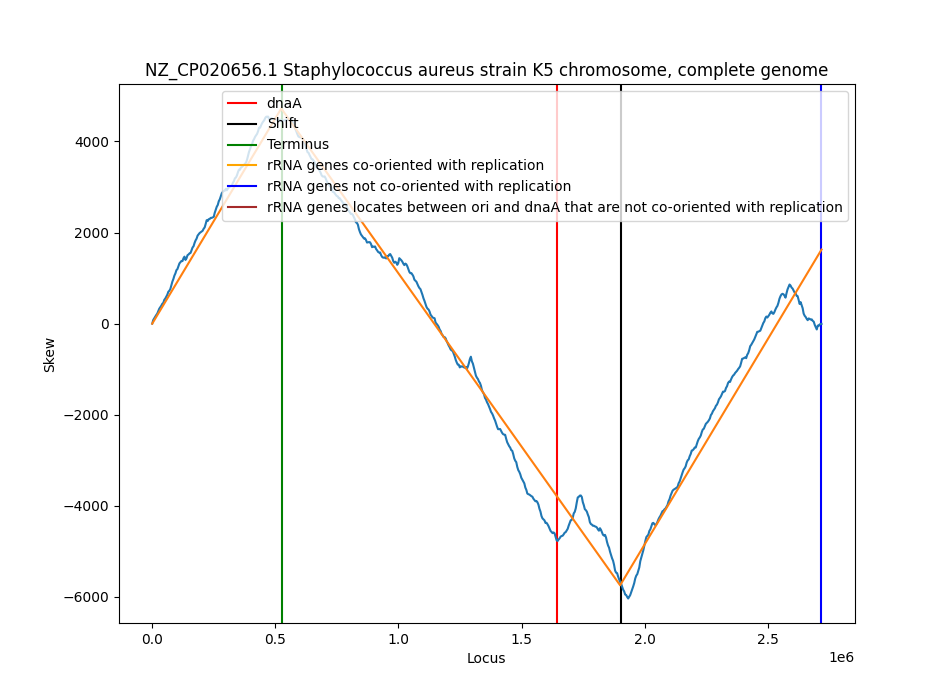 NZ_CP020656.1 Staphylococcus aureus strain K5 chromosome, complete genome
dnaA
Shift
Terminus
rRNA genes co-oriented with replication
rRNA genes not co-oriented with replication
rRNA genes locates between ori and dnaA that are not co-oriented with replication
4000
2000
0
−2000
−4000
−6000
Skew
0.0 0.5 1.0 1.5 2.0 2.5
Locus
1e6